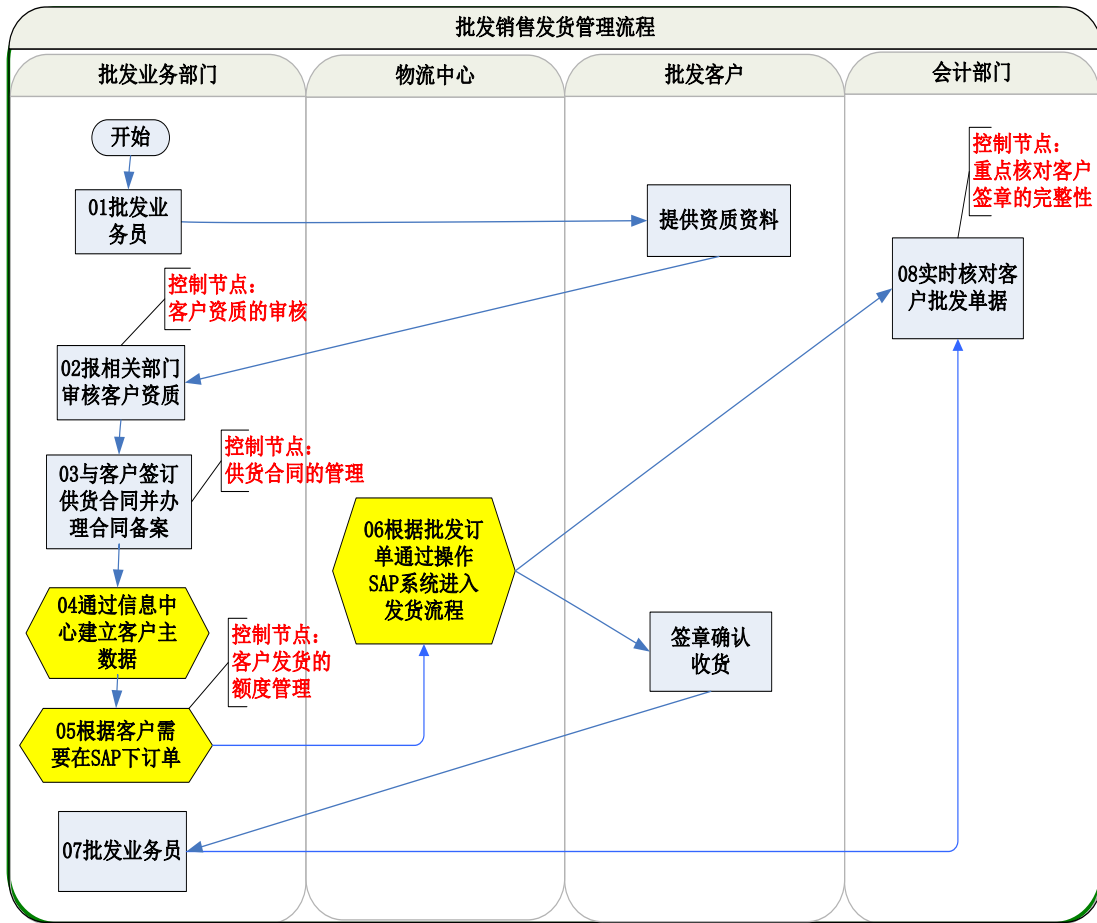 批发销售发货管理流程
批发业务部门
物流中心
批发客户
会计部门
开始
01批发业
务员
提供资质资料
控制节点：
重点核对客户
签章的完整性
08实时核对客
户批发单据
控制节点：
客户资质的审核
02报相关部门
审核客户资质
控制节点：
供货合同的管理
03与客户签订
供货合同并办
理合同备案
06根据批发订
单通过操作
SAP系统进入
发货流程
04通过信息中
心建立客户主
数据
控制节点：
客户发货的
额度管理
签章确认
收货
05根据客户需
要在SAP下订单
07批发业务员